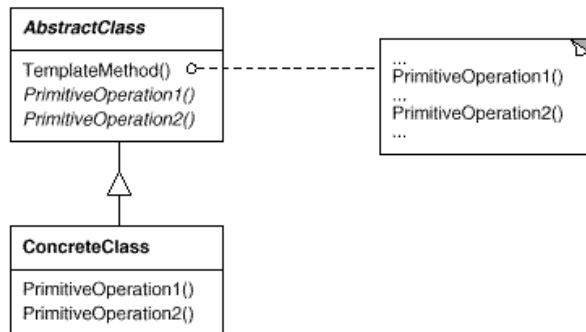 AbstractClass
TemplateMethod()
PrimitiveOperation1()
PrimitiveOperation2()
...
PrimitiveOperation1()
...
PrimitiveOperation2()
...
ConcreteClass
PrimitiveOperation1()
PrimitiveOperation2()